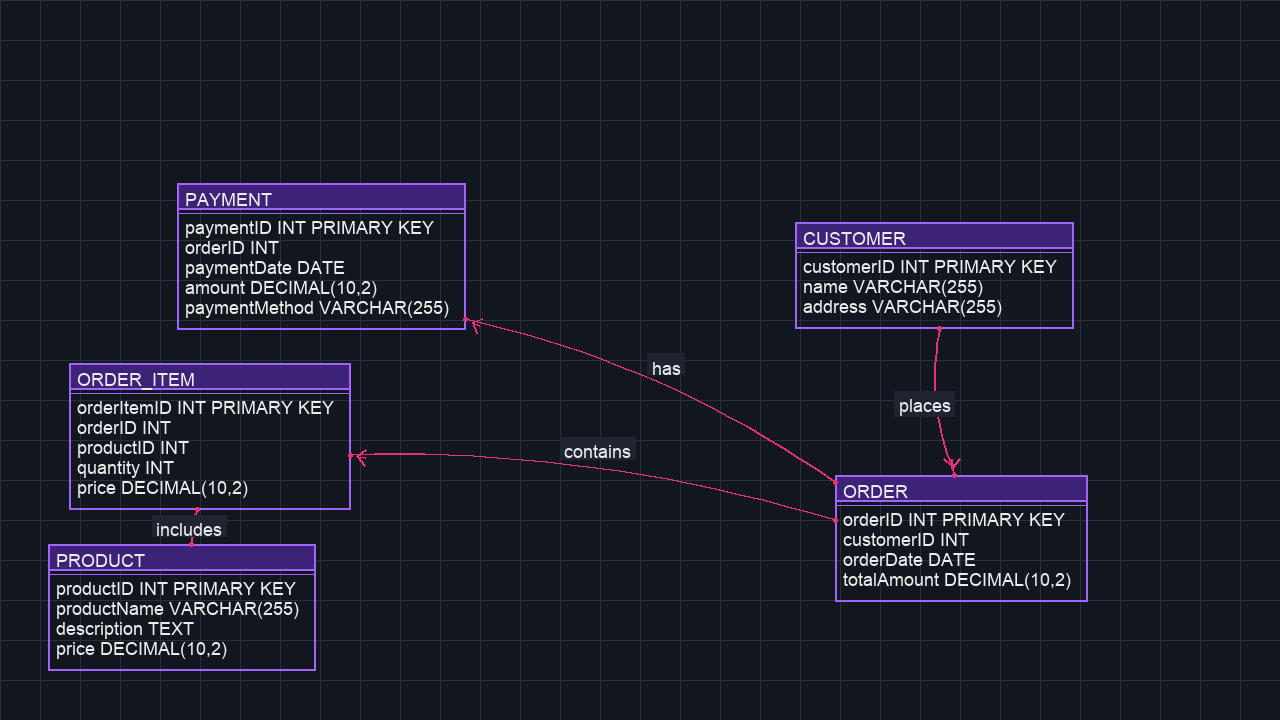 PAYMENT
paymentID INT PRIMARY KEY
orderID INT
paymentDate DATE
amount DECIMAL(10,2)
paymentMethod VARCHAR(255)
CUSTOMER
customerID INT PRIMARY KEY
name VARCHAR(255)
address VARCHAR(255)
has
places
ORDER_ITEM
orderItemID INT PRIMARY KEY
orderID INT
productID INT
quantity INT
price DECIMAL(10,2)
contains
ORDER
orderID INT PRIMARY KEY
customerID INT
orderDate DATE
totalAmount DECIMAL(10,2)
includes
PRODUCT
productID INT PRIMARY KEY
productName VARCHAR(255)
description TEXT
price DECIMAL(10,2)